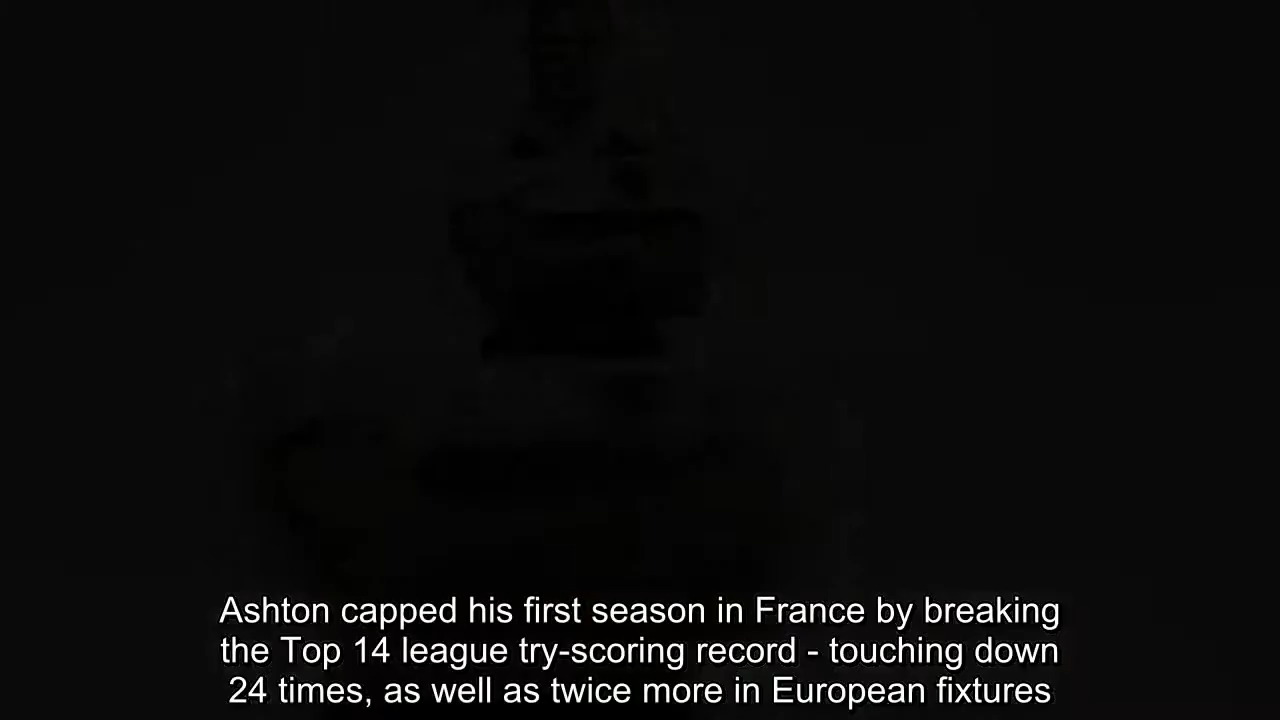 Ashton capped his first season in France by breaking
the Top 14 league try-scoring record - touching down
24 times, as well as twice more in European fixtures